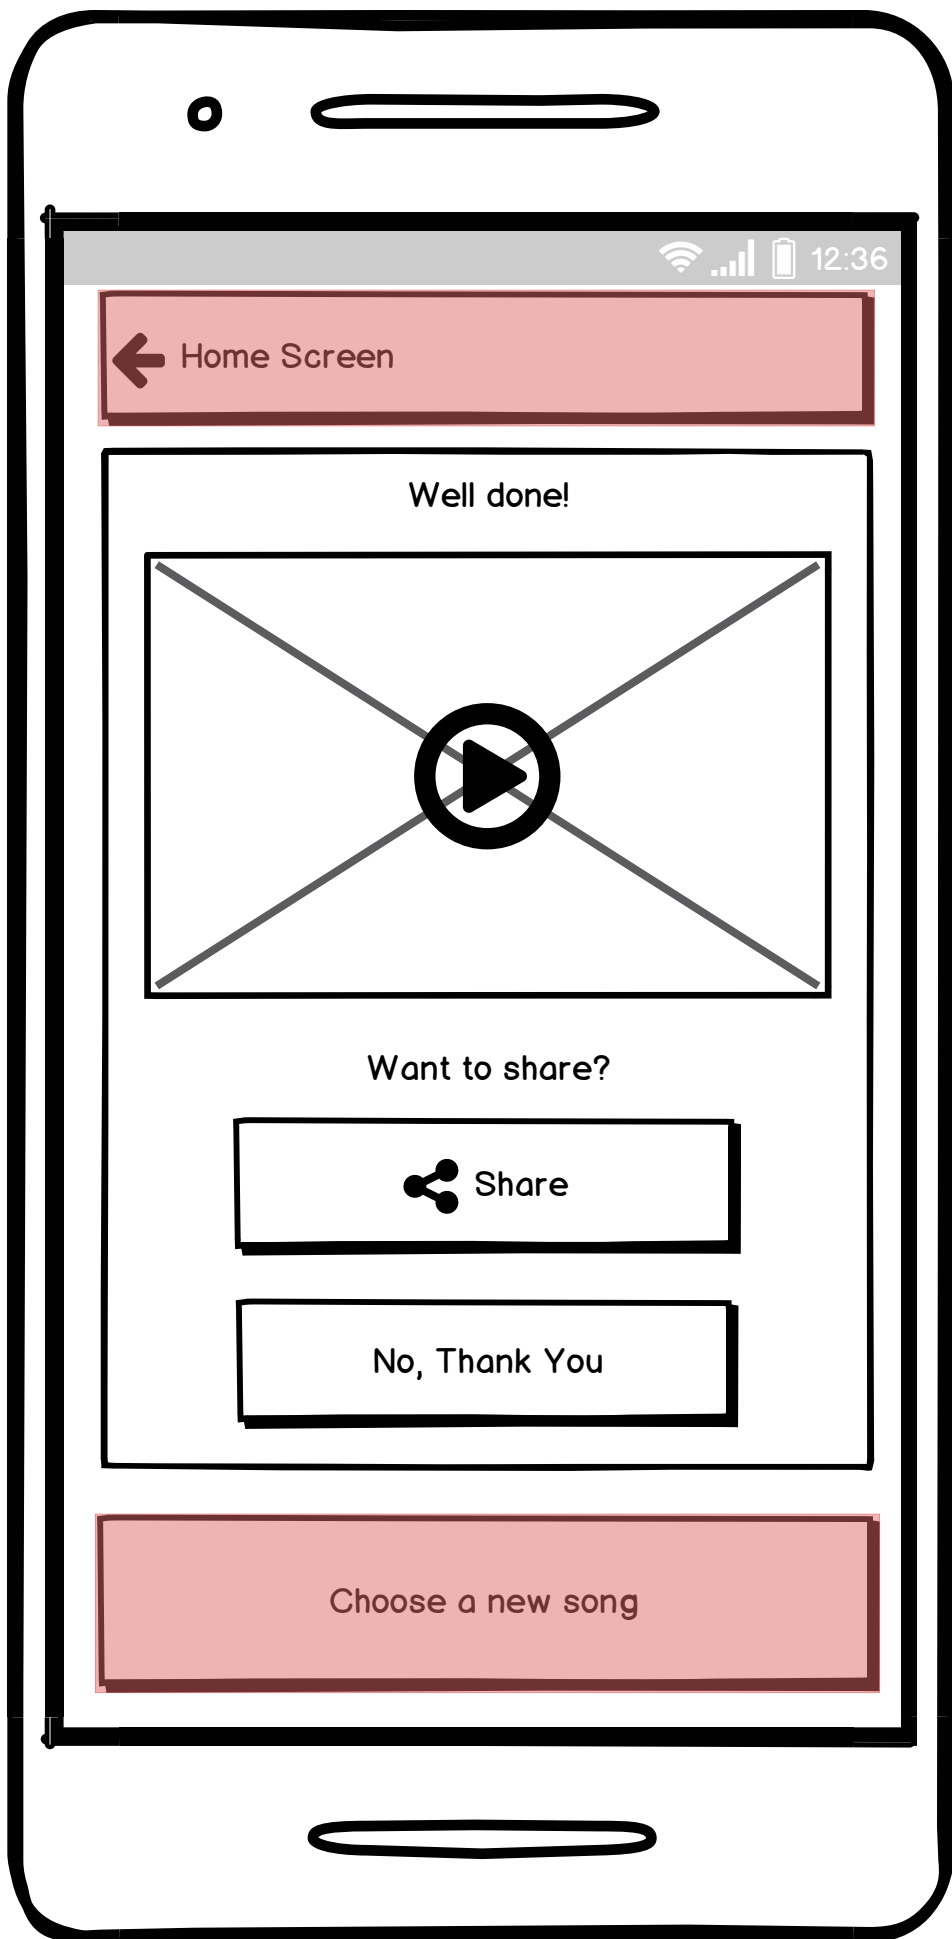 12:36
Home Screen
Well done!
Want to share?
Share
No, Thank You
Choose a new song